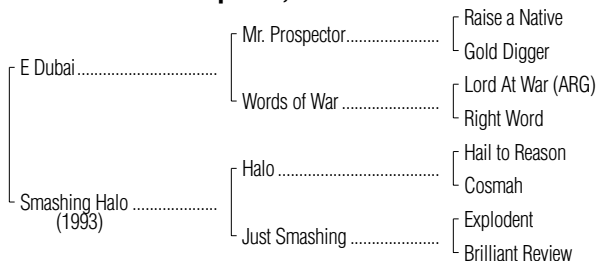 Raise a Native
Mr. Prospector
Gold Digger
E Dubai
Lord At War (ARG)
Words of War
Right Word
Hail to Reason
Halo
Cosmah
Smashing Halo
(1993)
Explodent
Just Smashing
Brilliant Review